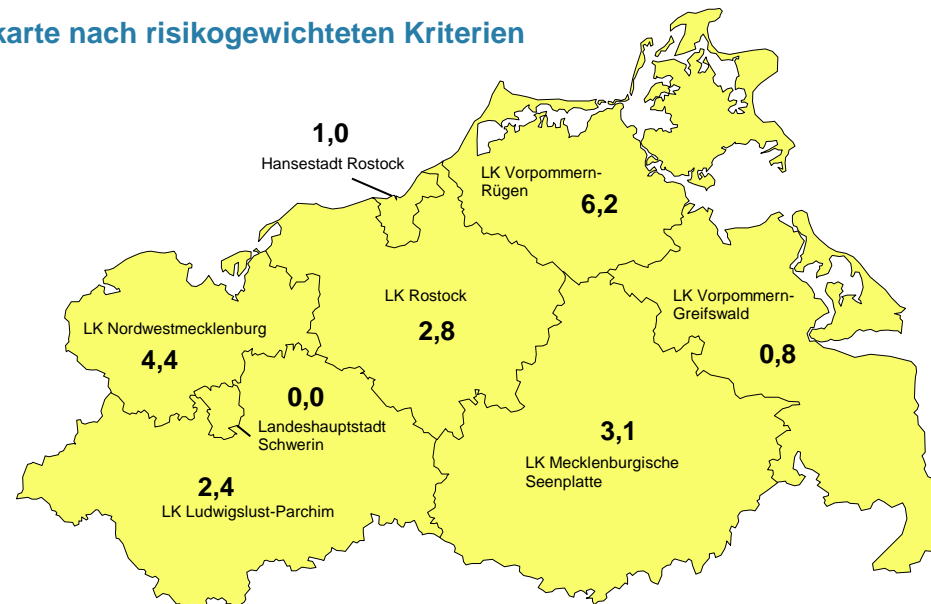 karte nach risikogewichteten Kriterien
1,0
Hansestadt Rostock
LK Vorpommern-
Rügen
6,2
LK Rostock
2,8
LK Vorpommern-
Greifswald
0,8
LK Nordwestmecklenburg
4,4
0,0
Landeshauptstadt
Schwerin
3,1
LK Mecklenburgische
Seenplatte
2,4
LK Ludwigslust-Parchim